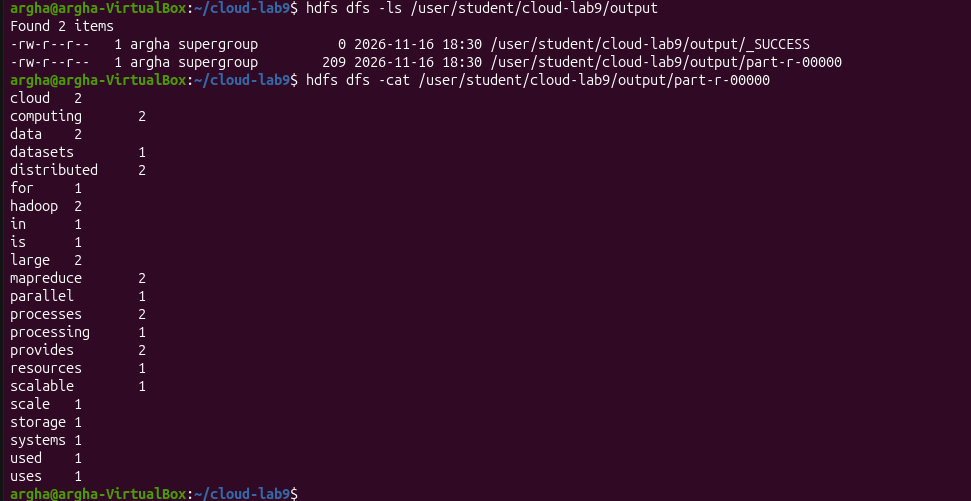 argha@argha-VirtualBox:~/cloud-lab9$ hdfs dfs -ls /user/student/cloud-lab9/output
Found 2 items
-rw-r--r--   1 argha supergroup          0 2026-11-16 18:30 /user/student/cloud-lab9/output/_SUCCESS
-rw-r--r--   1 argha supergroup        209 2026-11-16 18:30 /user/student/cloud-lab9/output/part-r-00000
argha@argha-VirtualBox:~/cloud-lab9$ hdfs dfs -cat /user/student/cloud-lab9/output/part-r-00000
cloud	2
computing	2
data	2
datasets	1
distributed	2
for	1
hadoop	2
in	1
is	1
large	2
mapreduce	2
parallel	1
processes	2
processing	1
provides	2
resources	1
scalable	1
scale	1
storage	1
systems	1
used	1
uses	1
argha@argha-VirtualBox:~/cloud-lab9$